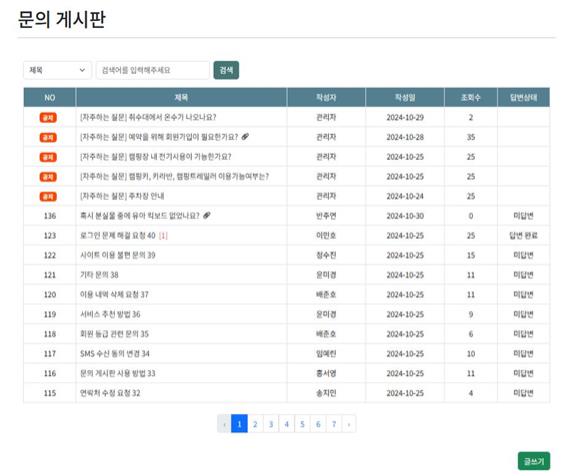 문의 게시판
제목 검색어를 입력해주세요 검색
NO 제목 작성자 작성일 조회수 답변상태
공지 [자주하는 질문] 취수대에서 온수가 나오나요? 관리자 2024-10-29 2
공지 [자주하는 질문] 예약을 위해 회원가입이 필요한가요? 관리자 2024-10-28 35
공지 [자주하는 질문] 캠핑장 내 전기사용이 가능한가요? 관리자 2024-10-25 25
공지 [자주하는 질문] 캠핑카, 카라반, 캠핑트레일러 이용가능여부는? 관리자 2024-10-25 25
공지 [자주하는 질문] 주차장 안내 관리자 2024-10-24 25
136 혹시 분실물 중에 유아 킥보드 없었나요? 반주연 2024-10-30 0 미답변
123 로그인 문제 해결 요청 40 [1] 이민호 2024-10-25 25 답변 완료
122 사이트 이용 불편 문의 39 정수진 2024-10-25 15 미답변
121 기타 문의 38 윤미경 2024-10-25 11 미답변
120 이용 내역 삭제 요청 37 배준호 2024-10-25 11 미답변
119 서비스 추천 방법 36 윤미경 2024-10-25 9 미답변
118 회원 등급 관련 문의 35 배준호 2024-10-25 6 미답변
117 SMS 수신 동의 변경 34 임예린 2024-10-25 10 미답변
116 문의 게시판 사용 방법 33 홍서영 2024-10-25 11 미답변
115 연락처 수정 요청 32 송지민 2024-10-25 4 미답변
‹ 1 2 3 4 5 6 7 ›
글쓰기